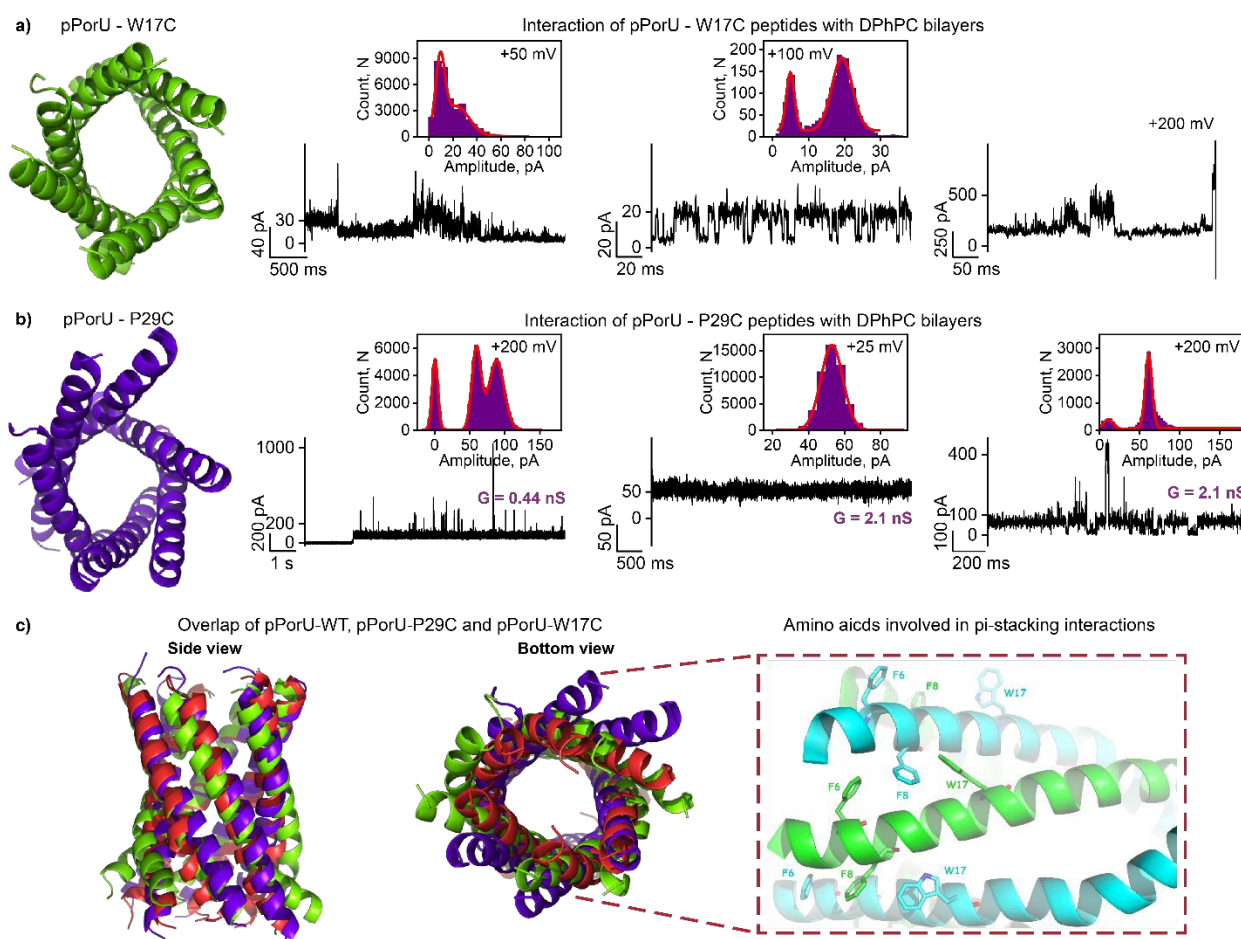 a) pPorU - W17C
Interaction of pPorU - W17C peptides with DPhPC bilayers
Count, N
9000
6000
3000
0
+50 mV
0 20 40 60 80 100
Amplitude, pA
30
0
40 pA
500 ms
Count, N
200
150
100
50
0
+100 mV
0 10 20 30
Amplitude, pA
20
0
20 pA
20 ms
+200 mV
500
0
250 pA
50 ms
b) pPorU - P29C
Interaction of pPorU - P29C peptides with DPhPC bilayers
Count, N
6000
4000
2000
0
+200 mV
0 50 100 150
Amplitude, pA
1000
200
0
G = 0.44 nS
200 pA
1 s
Count, N
15000
10000
5000
0
+25 mV
20 40 60 80
Amplitude, pA
50
0
G = 2.1 nS
50 pA
500 ms
Count, N
3000
2000
1000
0
+200 mV
0 50 100 150
Amplitude, pA
400
100
0
G = 2.1 nS
100 pA
200 ms
c) Overlap of pPorU-WT, pPorU-P29C and pPorU-W17C
Side view
Bottom view
Amino aicds involved in pi-stacking interactions
F6
F8
W17
F8
F6
W17
F6
F8
W17